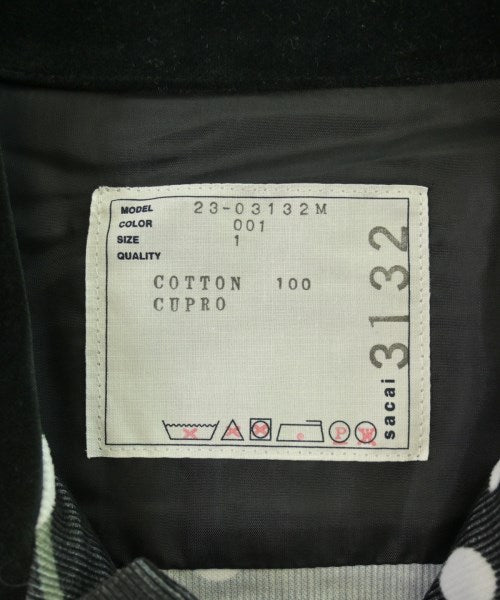 MODEL 23-03132M
COLOR 001
SIZE 1
QUALITY
COTTON 100
CUPRO
sacai 3132
P
W